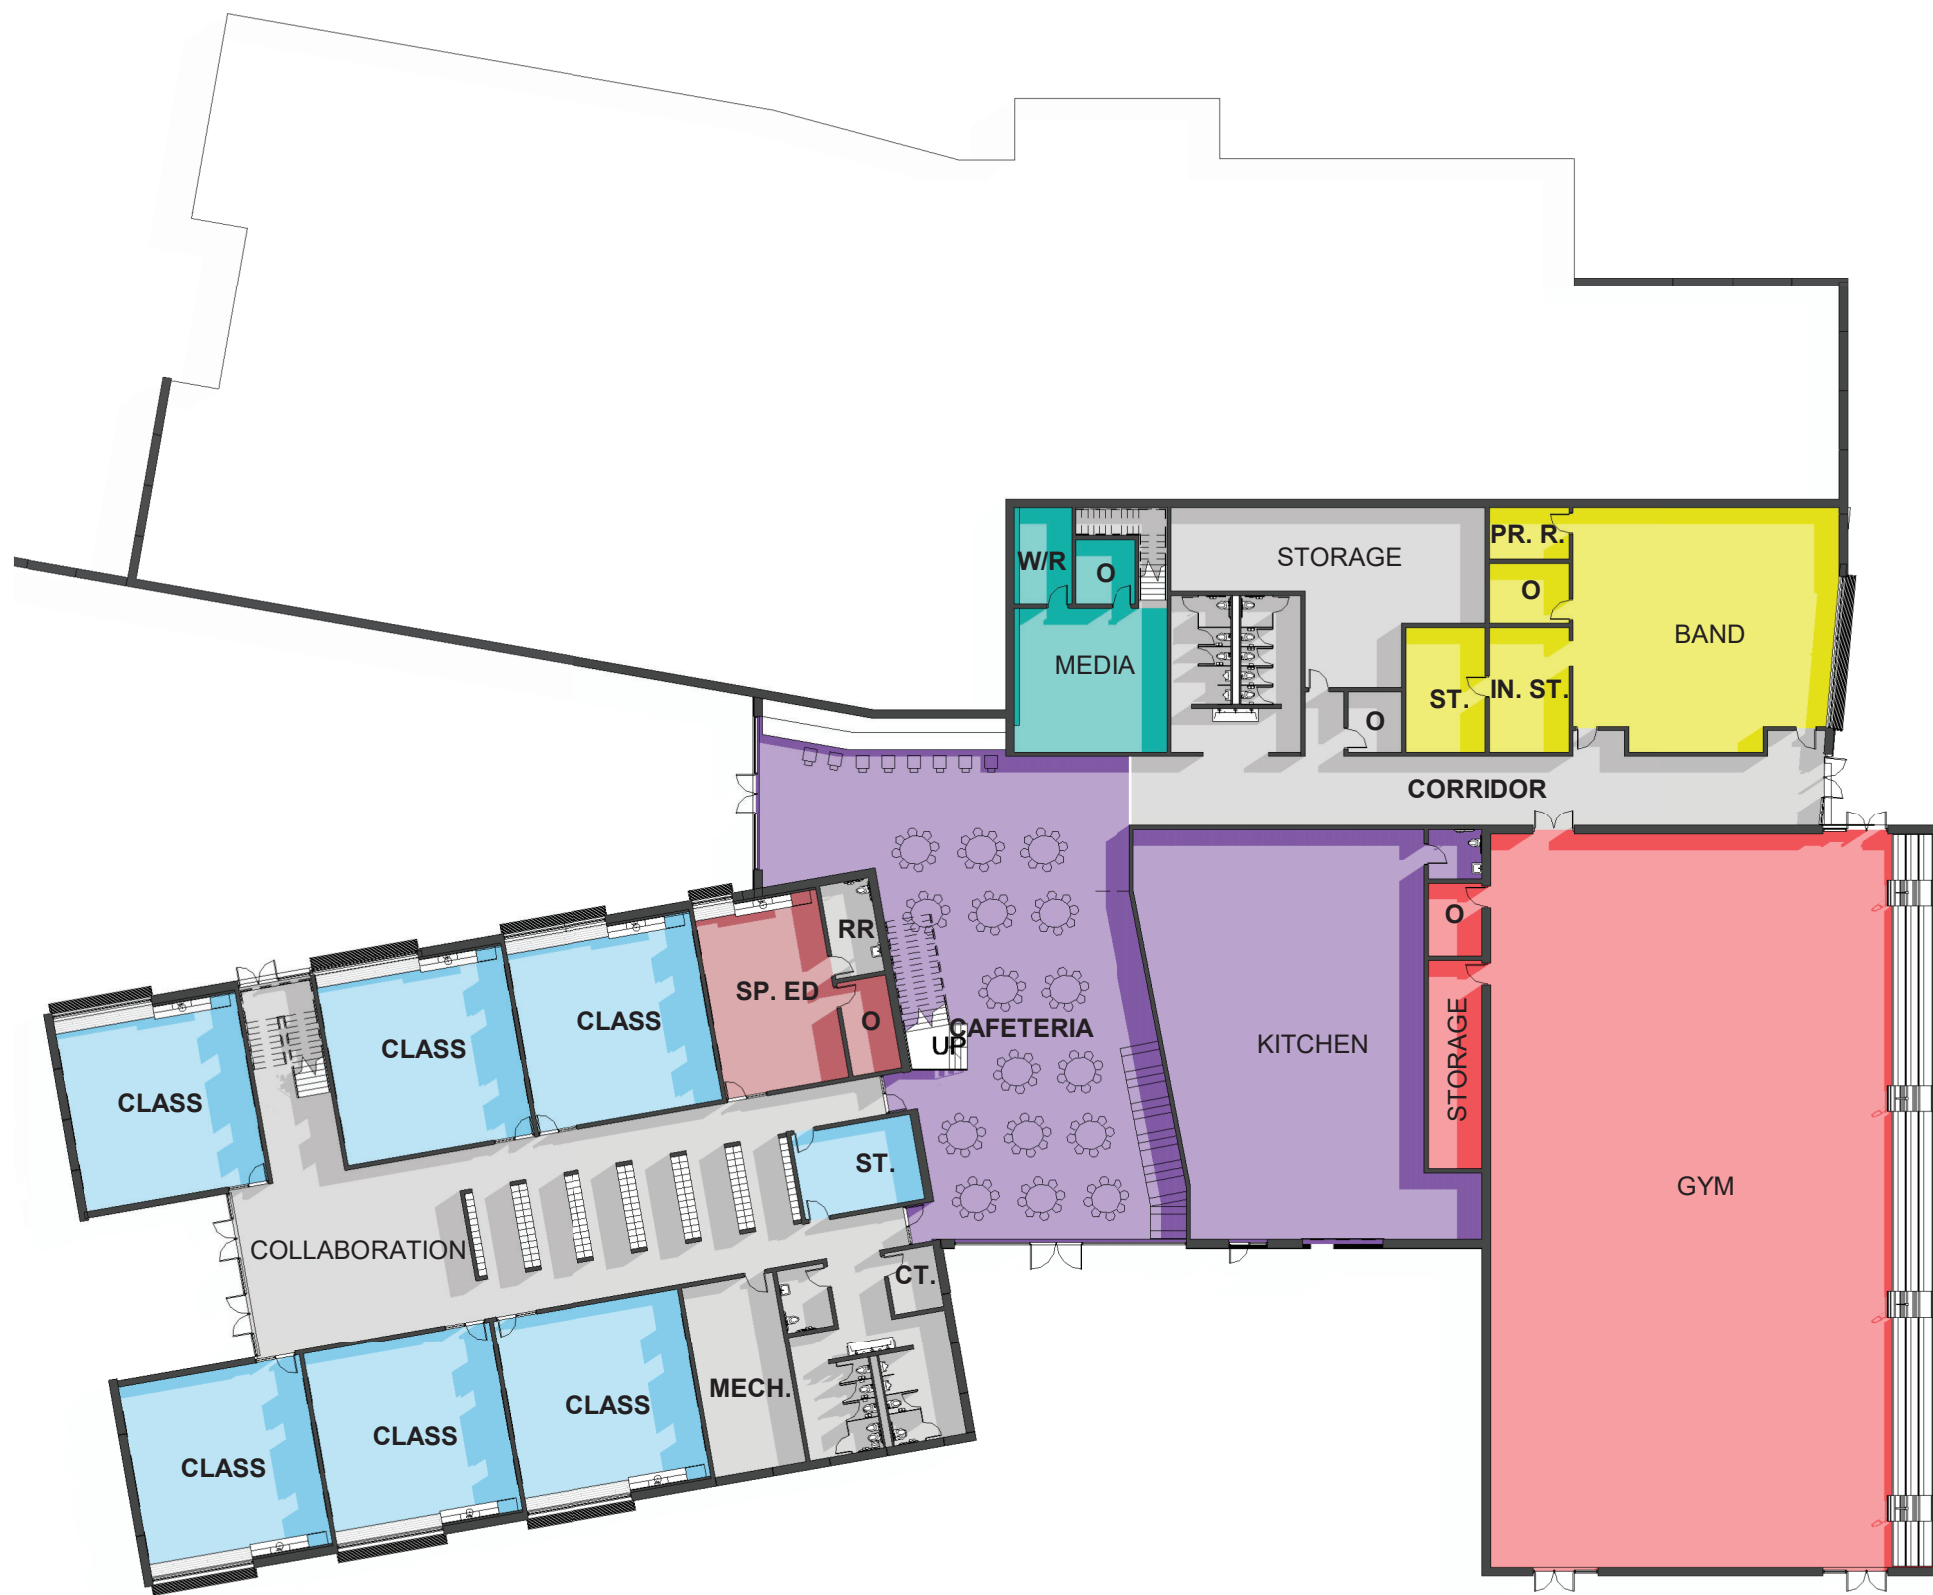 PR. R.
W/R
STORAGE
O
O
BAND
MEDIA
ST.
IN. ST.
O
CORRIDOR
O
RR
SP. ED
CLASS
O
CAFETERIA
UP
KITCHEN
STORAGE
CLASS
CLASS
ST.
GYM
COLLABORATION
CT.
MECH.
CLASS
CLASS
CLASS